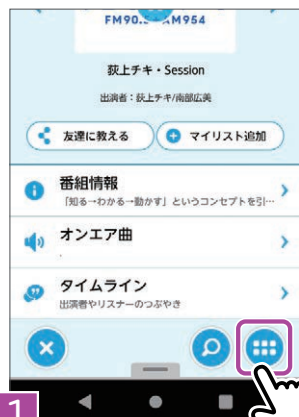 FM90.5 AM954
荻上チキ・Session
出演者：荻上チキ/南部広美
友達に教える
マイリスト追加
番組情報
「知る→わかる→動かす」というコンセプトを引…
オンエア曲
.
タイムライン
出演者やリスナーのつぶやき
1